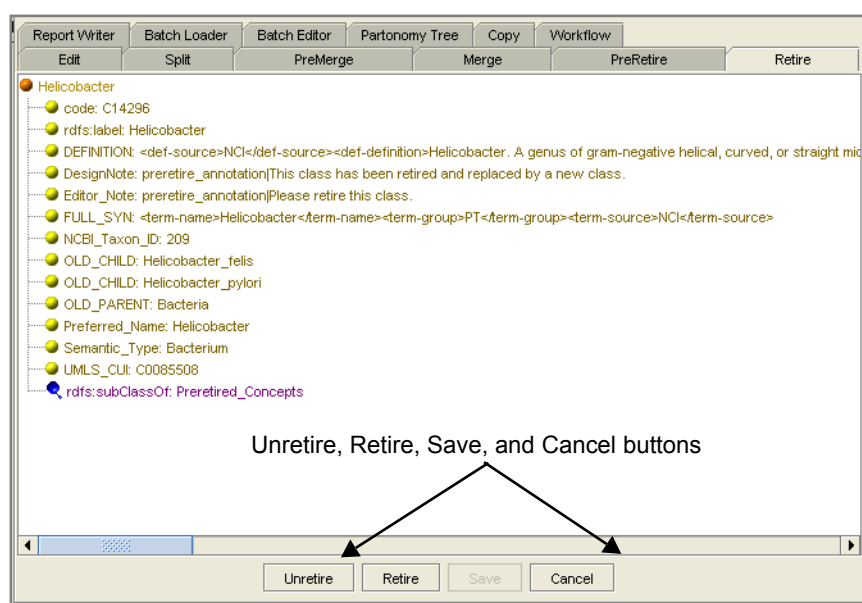 Report Writer Batch Loader Batch Editor Partonomy Tree Copy Workflow
Edit Split PreMerge Merge PreRetire Retire
Helicobacter
code: C14296
rdfs:label: Helicobacter
DEFINITION: <def-source>NCI</def-source><def-definition>Helicobacter. A genus of gram-negative helical, curved, or straight mic
DesignNote: preretire_annotation|This class has been retired and replaced by a new class.
Editor_Note: preretire_annotation|Please retire this class.
FULL_SYN: <term-name>Helicobacter</term-name><term-group>PT</term-group><term-source>NCI</term-source>
NCBI_Taxon_ID: 209
OLD_CHILD: Helicobacter_felis
OLD_CHILD: Helicobacter_pylori
OLD_PARENT: Bacteria
Preferred_Name: Helicobacter
Semantic_Type: Bacterium
UMLS_CUI: C0085508
rdfs:subClassOf: Preretired_Concepts
Unretire, Retire, Save, and Cancel buttons
Unretire Retire Save Cancel